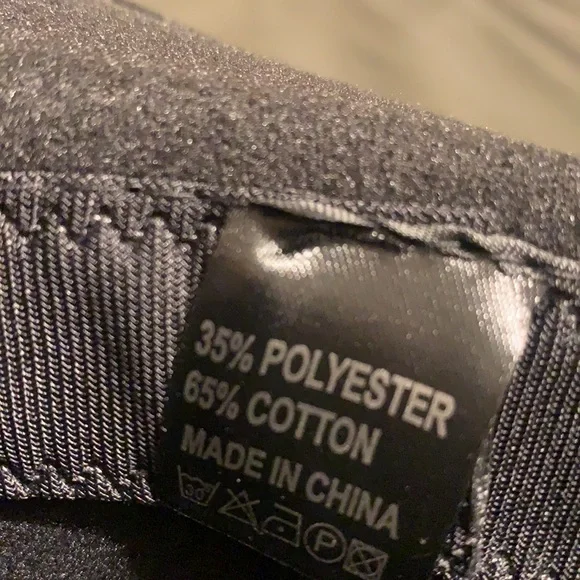 35% POLYESTER
65% COTTON
MADE IN CHINA
P